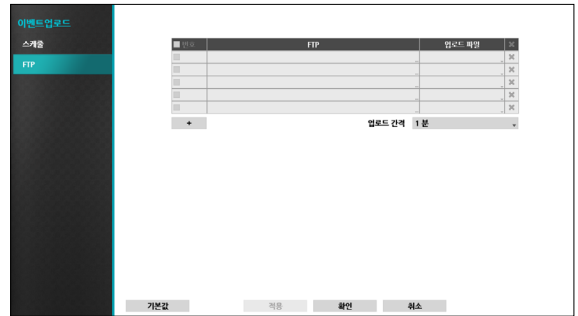 이벤트업로드
스케줄
FTP
번호 FTP 업로드 파일
+ 업로드 간격 1 분
기본값 적용 확인 취소